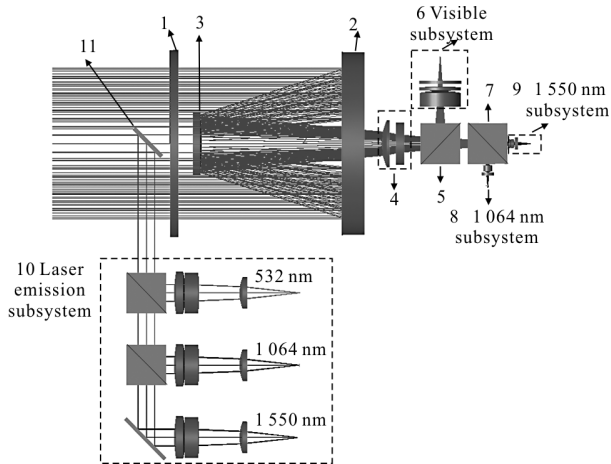 6 Visible
subsystem
1
3
2
11
7
9
1 550 nm
subsystem
4
5
8
1 064 nm
subsystem
10 Laser
emission
subsystem
532 nm
1 064 nm
1 550 nm